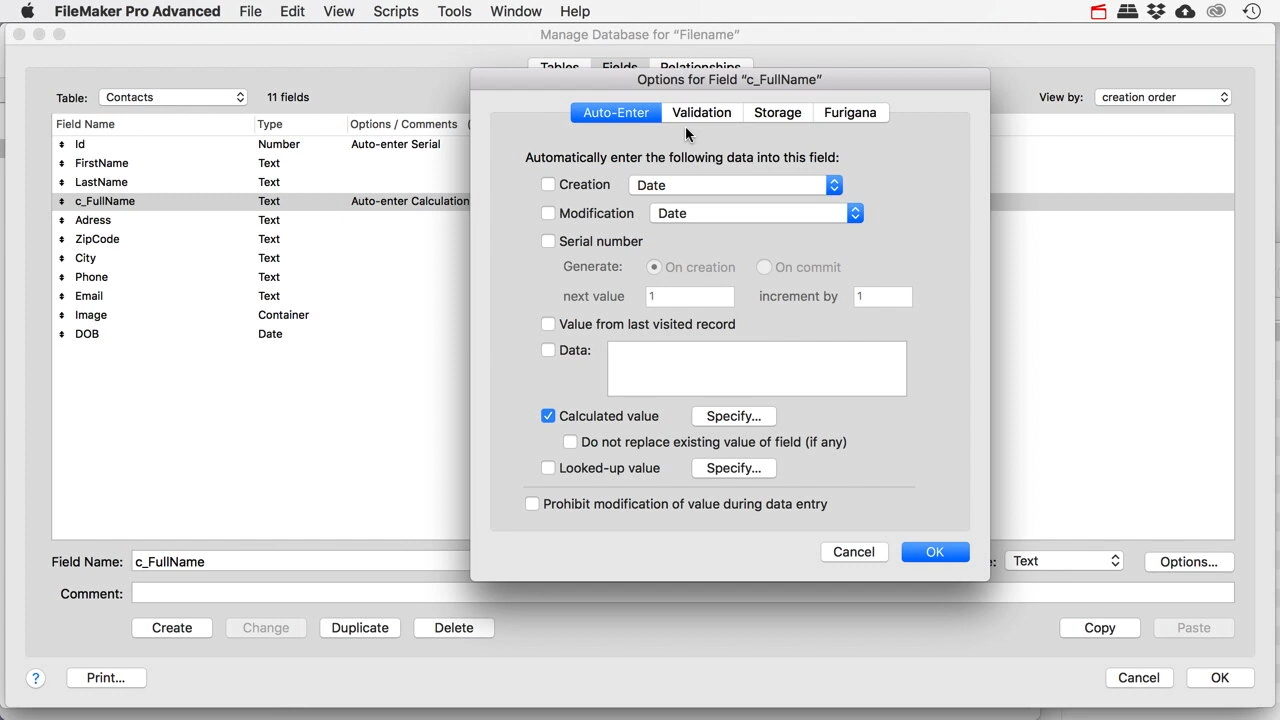 FileMaker Pro Advanced File Edit View Scripts Tools Window Help
Manage Database for “Filename”
Tables Fields Relationships
Options for Field “c_FullName”
Table: Contacts 11 fields View by: creation order
Auto-Enter Validation Storage Furigana
Field Name Type Options / Comments (
Id Number Auto-enter Serial
FirstName Text
LastName Text
c_FullName Text Auto-enter Calculation
Adress Text
ZipCode Text
City Text
Phone Text
Email Text
Image Container
DOB Date
Automatically enter the following data into this field:
Creation Date
Modification Date
Serial number
Generate: On creation On commit
next value 1 increment by 1
Value from last visited record
Data:
Calculated value Specify...
Do not replace existing value of field (if any)
Looked-up value Specify...
Prohibit modification of value during data entry
Cancel OK
Field Name: c_FullName : Text Options...
Comment:
Create Change Duplicate Delete Copy Paste
? Print... Cancel OK